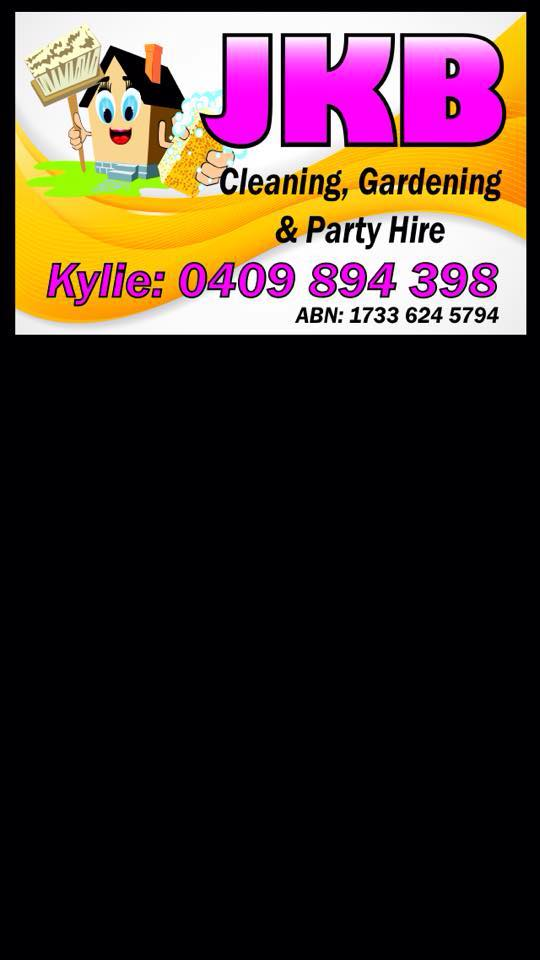 JKB
Cleaning, Gardening
& Party Hire
Kylie: 0409 894 398
ABN: 1733 624 5794